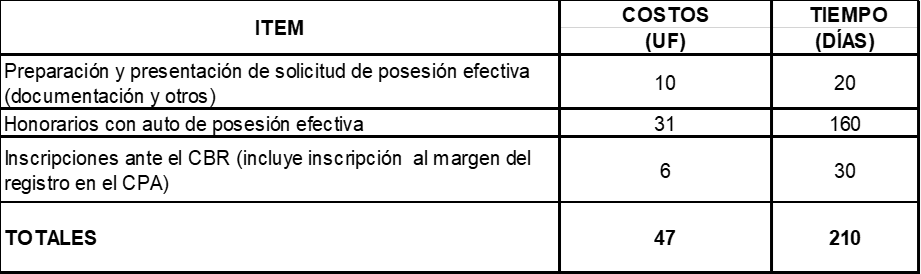 ITEM
COSTOS
(UF)
TIEMPO
(DÍAS)
Preparación y presentación de solicitud de posesión efectiva
(documentación y otros)
10
20
Honorarios con auto de posesión efectiva
31
160
Inscripciones ante el CBR (incluye inscripción al margen del
registro en el CPA)
6
30
TOTALES
47
210